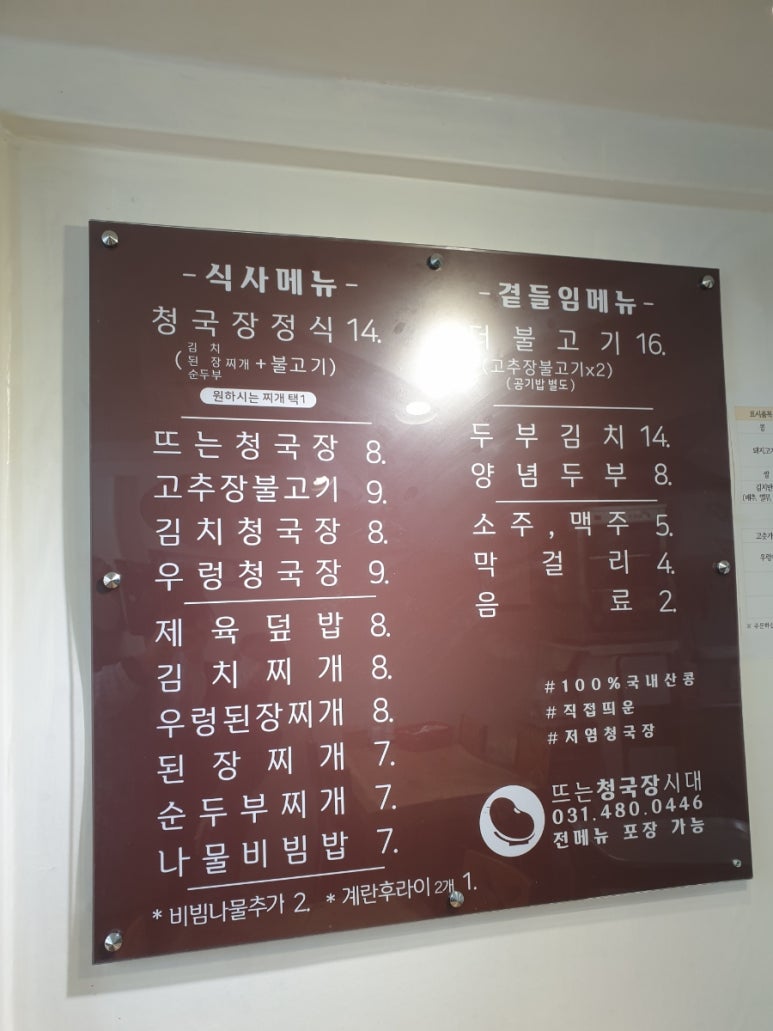 -식사메뉴-
청국장정식 14.
(김치
된장찌개+불고기)
순두부
원하시는 찌개 택1
뜨는청국장 8.
고추장불고기 9.
김치청국장 8.
우렁청국장 9.
제육덮밥 8.
김치찌개 8.
우렁된장찌개 8.
된장찌개 7.
순두부찌개 7.
나물비빔밥 7.
*비빔나물추가 2. *계란후라이 2개 1.
-곁들임메뉴-
불고기 16.
(고추장불고기x2)
(공기밥 별도)
두부김치 14.
양념두부 8.
소주,맥주 5.
막걸리 4.
음료 2.
#100%국내산콩
#직접띄운
#저염청국장
뜨는청국장시대
031.480.0446
전메뉴 포장 가능
표시품목
콩
쌀